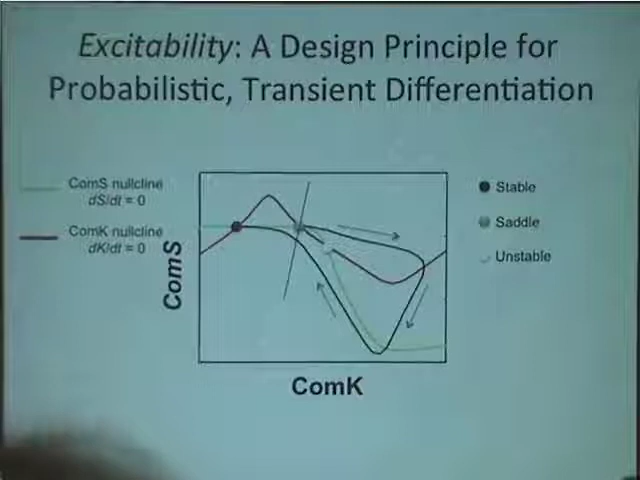 Excitability: A Design Principle for
Probabilistic, Transient Differentiation
ComS nullcline
dS/dt = 0
ComK nullcline
dK/dt = 0
ComS
ComK
Stable
Saddle
Unstable